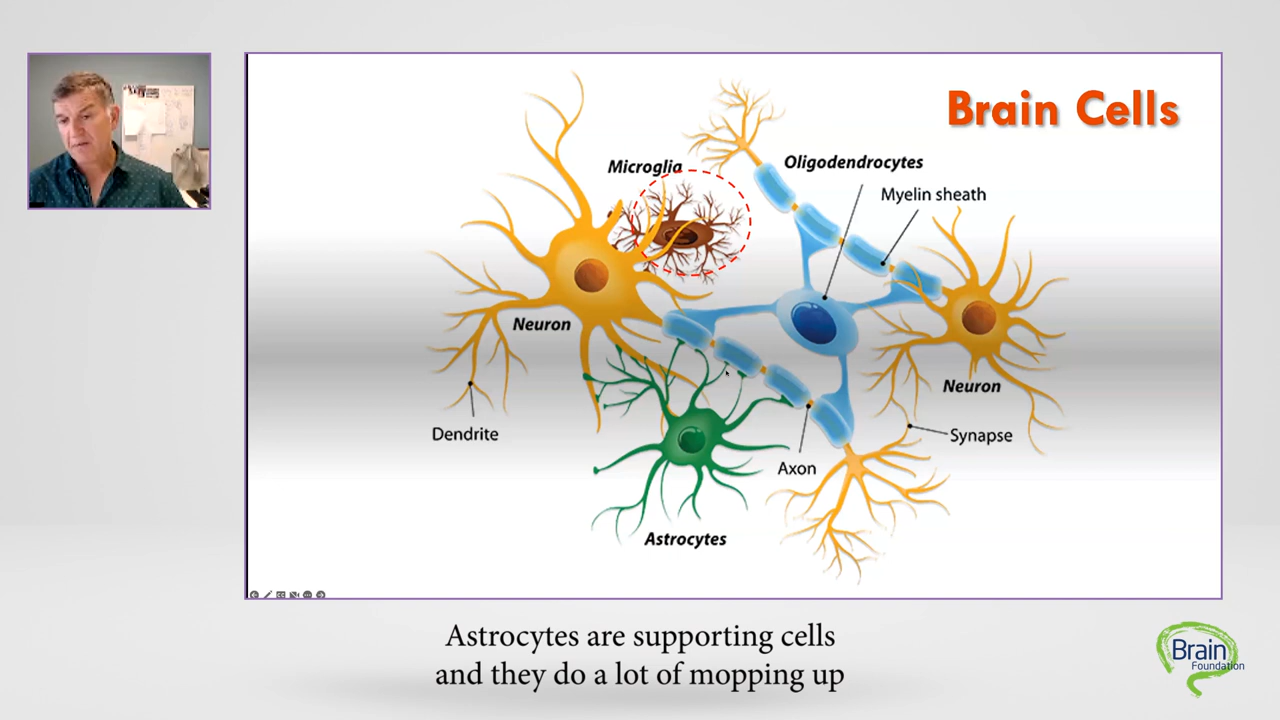 Brain Cells
Microglia
Oligodendrocytes
Myelin sheath
Neuron
Neuron
Dendrite
Synapse
Axon
Astrocytes
Astrocytes are supporting cells
and they do a lot of mopping up
Brain
Foundation